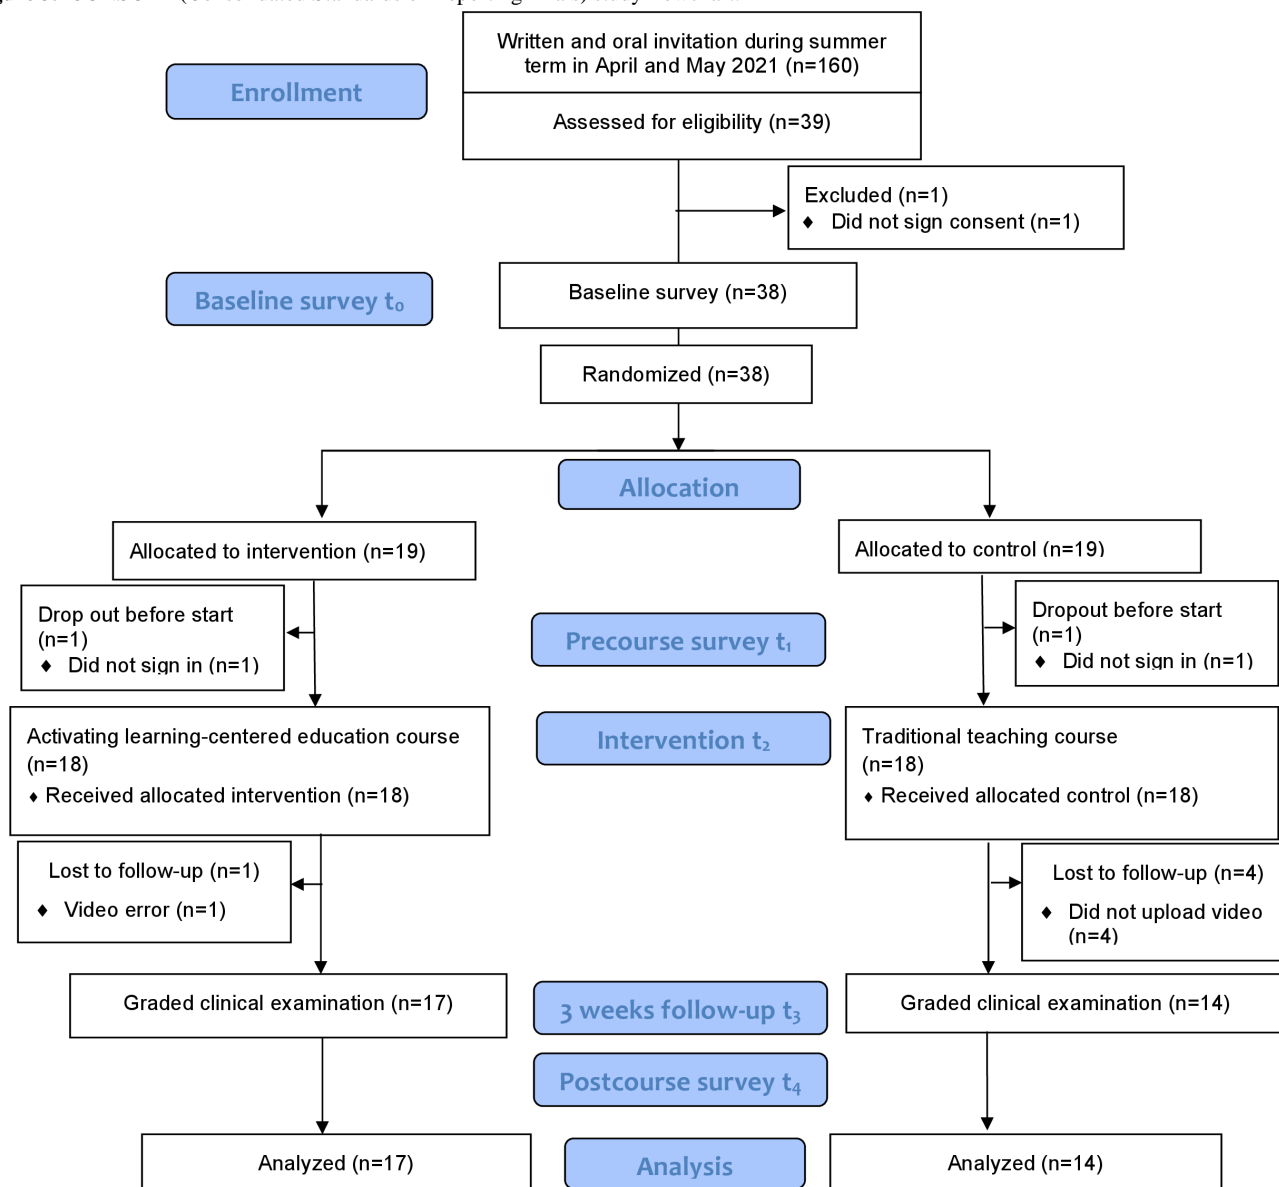 Written and oral invitation during summer
term in April and May 2021 (n=160)
Enrollment
Assessed for eligibility (n=39)
Excluded (n=1)
♦ Did not sign consent (n=1)
Baseline survey t₀
Baseline survey (n=38)
Randomized (n=38)
Allocation
Allocated to intervention (n=19)
Allocated to control (n=19)
Drop out before start
(n=1)
♦ Did not sign in (n=1)
Precourse survey t₁
Dropout before start
(n=1)
♦ Did not sign in (n=1)
Activating learning-centered education course
(n=18)
♦ Received allocated intervention (n=18)
Intervention t₂
Traditional teaching course
(n=18)
♦ Received allocated control (n=18)
Lost to follow-up (n=1)
♦ Video error (n=1)
Lost to follow-up (n=4)
♦ Did not upload video
(n=4)
Graded clinical examination (n=17)
3 weeks follow-up t₃
Graded clinical examination (n=14)
Postcourse survey t₄
Analyzed (n=17)
Analysis
Analyzed (n=14)